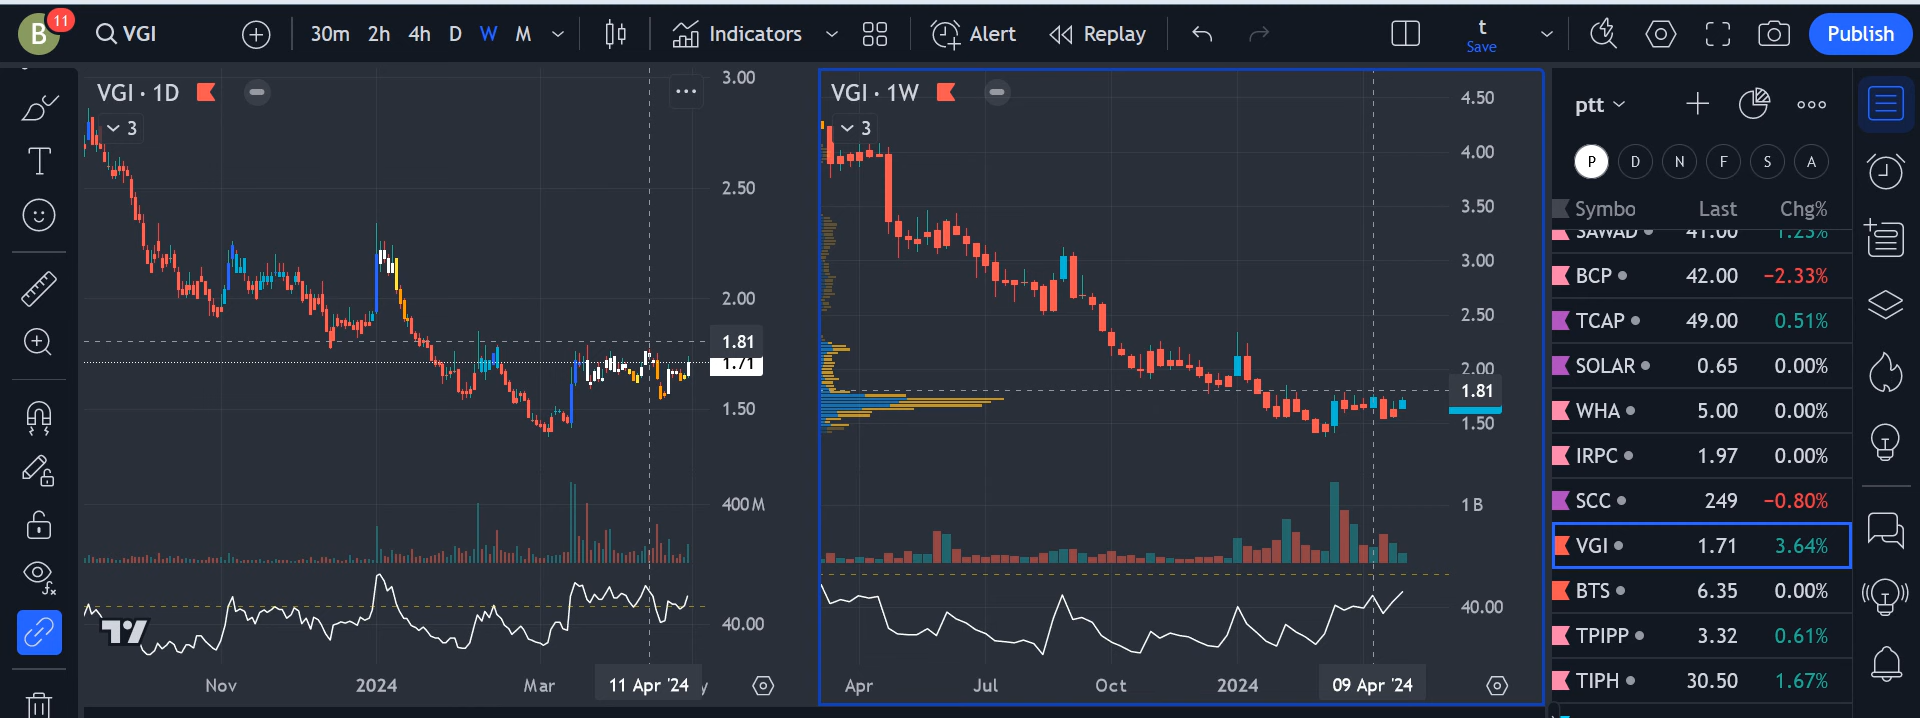 B
11
VGI
30m 2h 4h D W M
Indicators
Alert
Replay
t
Save
Publish
VGI · 1D
3
3.00
2.50
2.00
1.81
1.71
1.50
400 M
40.00
Nov
2024
Mar
11 Apr '24
VGI · 1W
3
4.50
4.00
3.50
3.00
2.50
2.00
1.81
1.50
1 B
40.00
Apr
Jul
Oct
2024
09 Apr '24
ptt
P D N F S A
Symbo Last Chg%
SAWAD 41.00 1.23%
BCP 42.00 −2.33%
TCAP 49.00 0.51%
SOLAR 0.65 0.00%
WHA 5.00 0.00%
IRPC 1.97 0.00%
SCC 249 −0.80%
VGI 1.71 3.64%
BTS 6.35 0.00%
TPIPP 3.32 0.61%
TIPH 30.50 1.67%